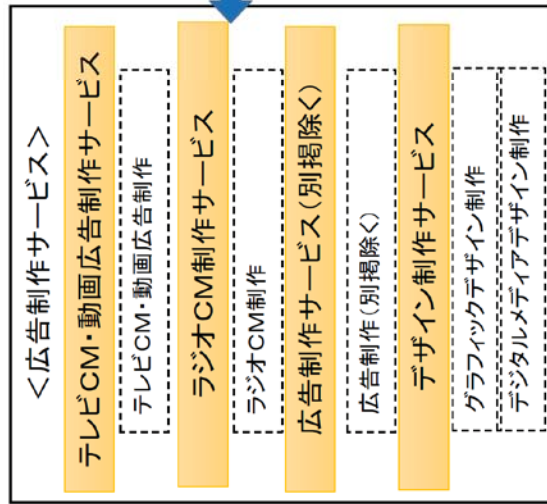 ＜広告制作サービス＞
テレビCM・動画広告制作サービス
テレビCM・動画広告制作
ラジオCM制作サービス
ラジオCM制作
広告制作サービス（別掲除く）
広告制作（別掲除く）
デザイン制作サービス
グラフィックデザイン制作
デジタルメディアデザイン制作